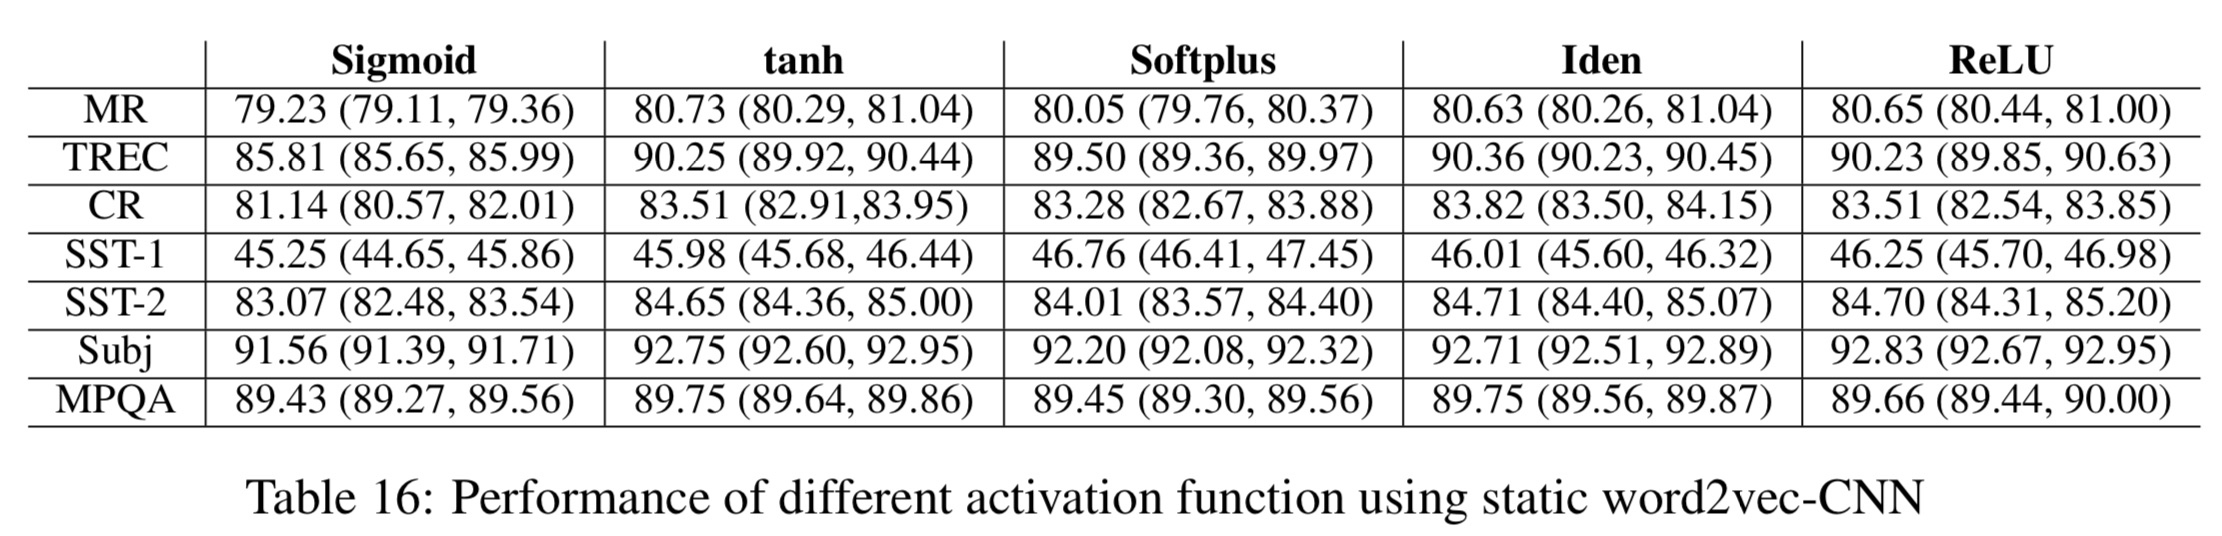 Sigmoid tanh Softplus Iden ReLU
MR 79.23 (79.11, 79.36) 80.73 (80.29, 81.04) 80.05 (79.76, 80.37) 80.63 (80.26, 81.04) 80.65 (80.44, 81.00)
TREC 85.81 (85.65, 85.99) 90.25 (89.92, 90.44) 89.50 (89.36, 89.97) 90.36 (90.23, 90.45) 90.23 (89.85, 90.63)
CR 81.14 (80.57, 82.01) 83.51 (82.91,83.95) 83.28 (82.67, 83.88) 83.82 (83.50, 84.15) 83.51 (82.54, 83.85)
SST-1 45.25 (44.65, 45.86) 45.98 (45.68, 46.44) 46.76 (46.41, 47.45) 46.01 (45.60, 46.32) 46.25 (45.70, 46.98)
SST-2 83.07 (82.48, 83.54) 84.65 (84.36, 85.00) 84.01 (83.57, 84.40) 84.71 (84.40, 85.07) 84.70 (84.31, 85.20)
Subj 91.56 (91.39, 91.71) 92.75 (92.60, 92.95) 92.20 (92.08, 92.32) 92.71 (92.51, 92.89) 92.83 (92.67, 92.95)
MPQA 89.43 (89.27, 89.56) 89.75 (89.64, 89.86) 89.45 (89.30, 89.56) 89.75 (89.56, 89.87) 89.66 (89.44, 90.00)
Table 16: Performance of different activation function using static word2vec-CNN